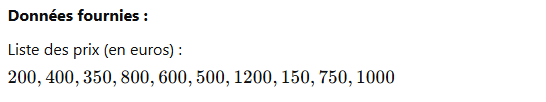 Données fournies :
Liste des prix (en euros) :
200, 400, 350, 800, 600, 500, 1200, 150, 750, 1000